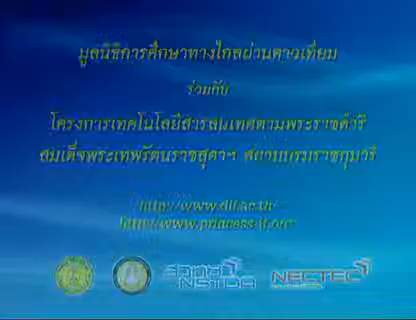 มูลนิธิการศึกษาทางไกลผ่านดาวเทียม
ร่วมกับ
โครงการเทคโนโลยีสารสนเทศตามพระราชดำริ
สมเด็จพระเทพรัตนราชสุดาฯ สยามบรมราชกุมารี
http://www.dlf.ac.th/
http://www.princess-it.org
สวทช NECTEC
NSTDA